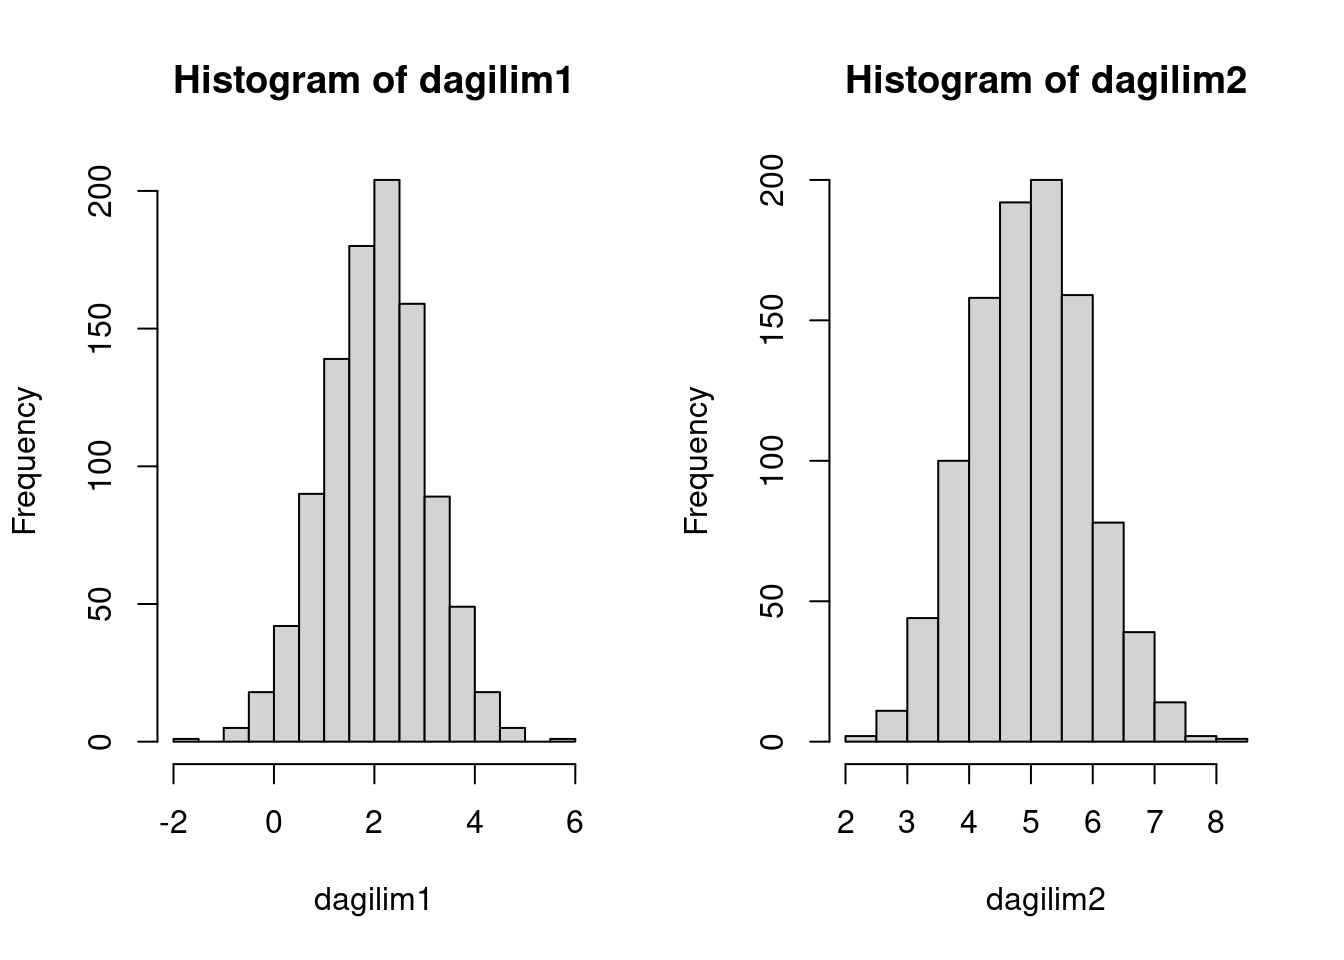 Histogram of dagilim1
Frequency
0 50 100 150 200
-2 0 2 4 6
dagilim1
Histogram of dagilim2
Frequency
0 50 100 150 200
2 3 4 5 6 7 8
dagilim2